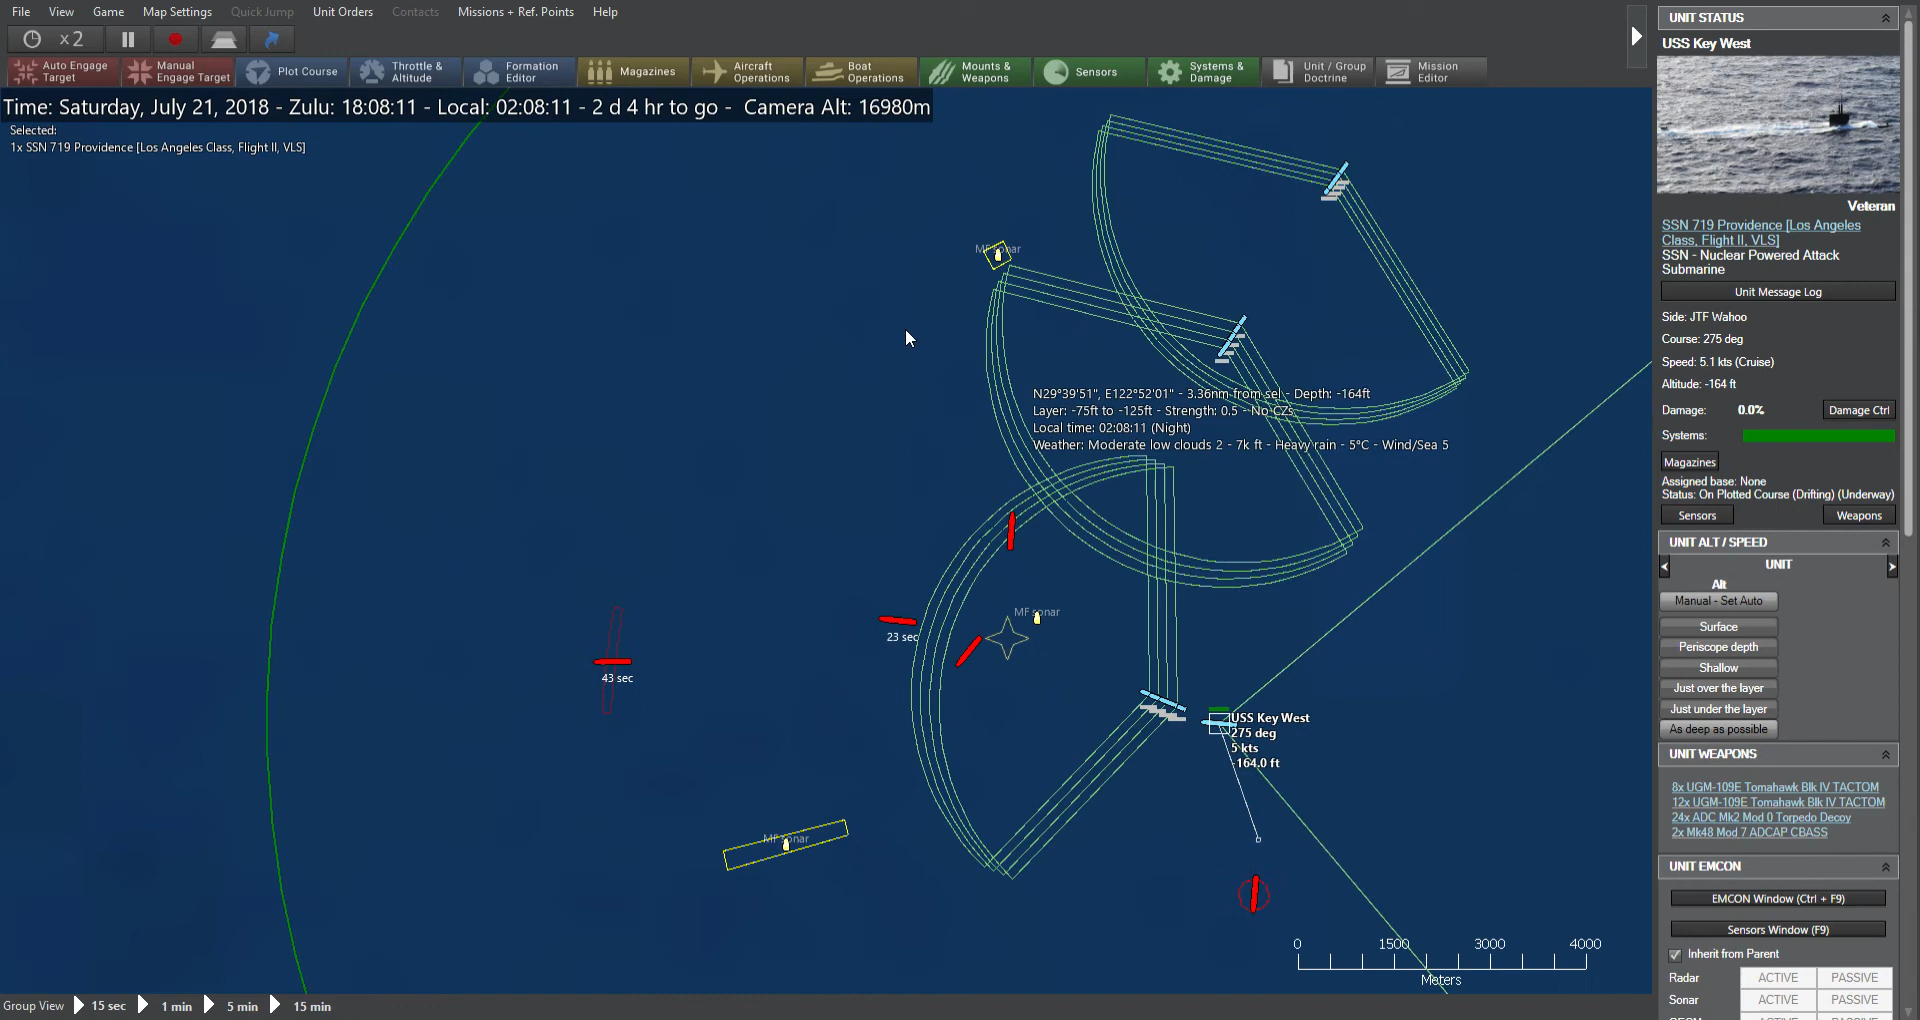 File View Game Map Settings Quick Jump Unit Orders Contacts Missions + Ref. Points Help
x 2
Auto Engage Target
Manual Engage Target
Plot Course
Throttle & Altitude
Formation Editor
Magazines
Aircraft Operations
Boat Operations
Mounts & Weapons
Sensors
Systems & Damage
Unit / Group Doctrine
Mission Editor
Time: Saturday, July 21, 2018 - Zulu: 18:08:11 - Local: 02:08:11 - 2 d 4 hr to go - Camera Alt: 16980m
Selected:
1x SSN 719 Providence [Los Angeles Class, Flight II, VLS]
MF sonar
N29°39'51", E122°52'01" - 3.36nm from sel - Depth: -164ft
Layer: -75ft to -125ft - Strength: 0.5 - No CZs
Local time: 02:08:11 (Night)
Weather: Moderate low clouds 2 - 7k ft - Heavy rain - 5°C - Wind/Sea 5
MF sonar
23 sec
43 sec
USS Key West
275 deg
5 kts
-164.0 ft
MF sonar
0 1500 3000 4000
Meters
Group View 15 sec 1 min 5 min 15 min
UNIT STATUS
USS Key West
Veteran
SSN 719 Providence [Los Angeles
Class, Flight II, VLS]
SSN - Nuclear Powered Attack
Submarine
Unit Message Log
Side: JTF Wahoo
Course: 275 deg
Speed: 5.1 kts (Cruise)
Altitude: -164 ft
Damage: 0.0% Damage Ctrl
Systems:
Magazines
Assigned base: None
Status: On Plotted Course (Drifting) (Underway)
Sensors Weapons
UNIT ALT / SPEED
UNIT
Alt
Manual - Set Auto
Surface
Periscope depth
Shallow
Just over the layer
Just under the layer
As deep as possible
UNIT WEAPONS
8x UGM-109E Tomahawk Blk IV TACTOM
12x UGM-109E Tomahawk Blk IV TACTOM
24x ADC Mk2 Mod 0 Torpedo Decoy
2x Mk48 Mod 7 ADCAP CBASS
UNIT EMCON
EMCON Window (Ctrl + F9)
Sensors Window (F9)
Inherit from Parent
Radar ACTIVE PASSIVE
Sonar ACTIVE PASSIVE